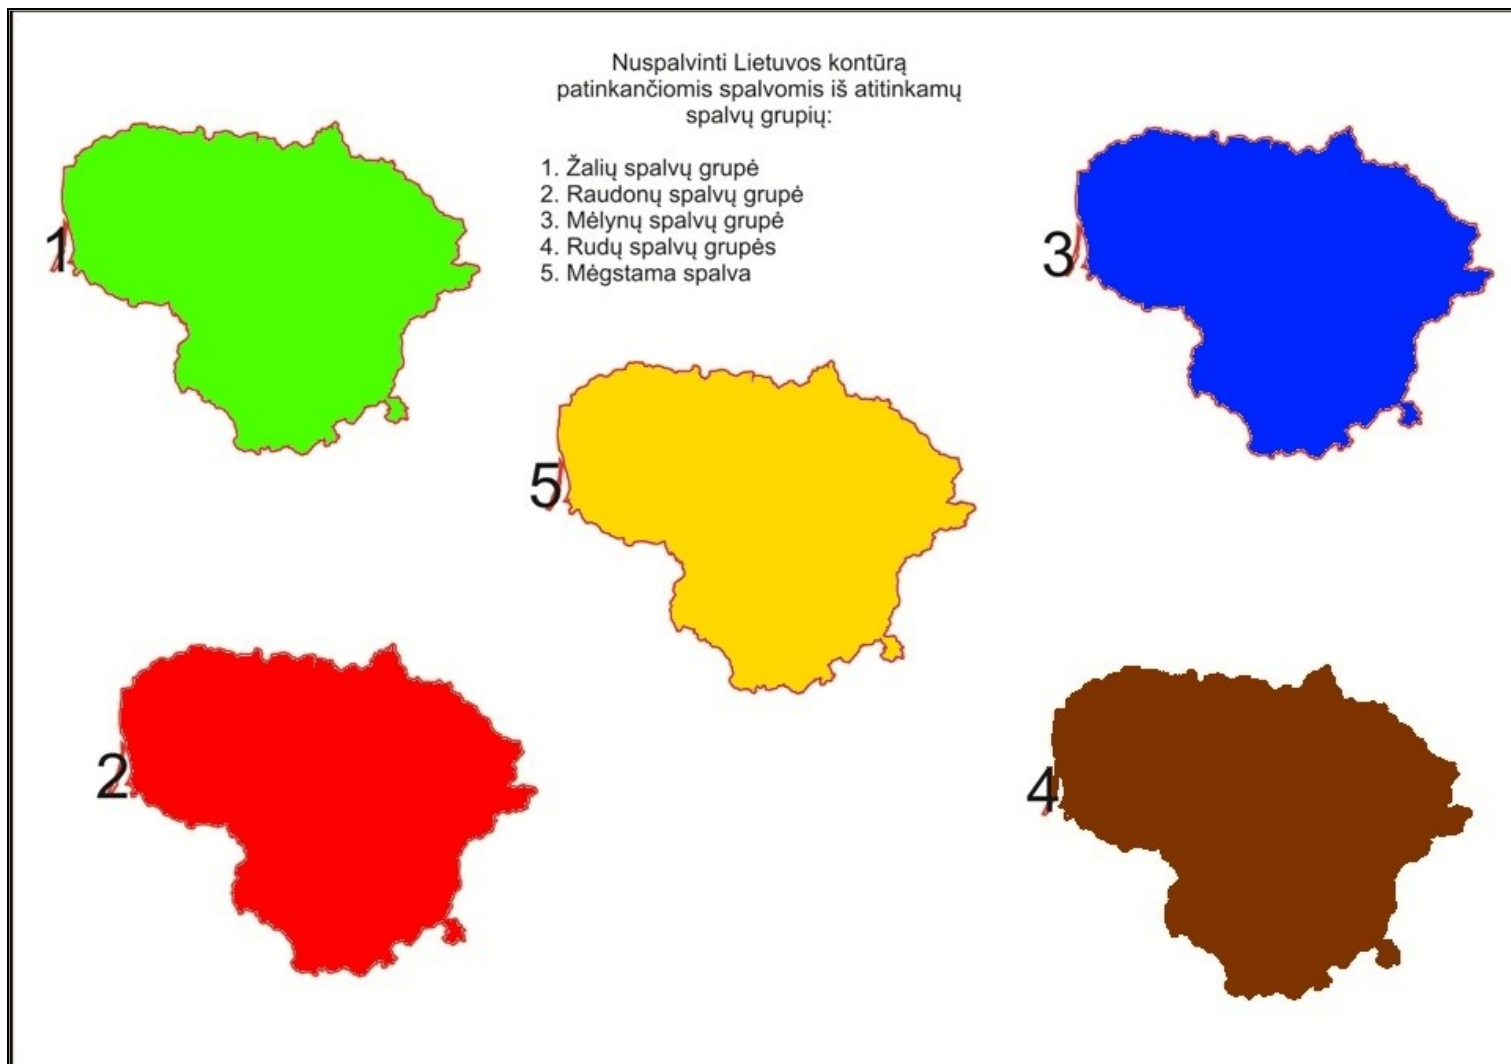 Nuspalvinti Lietuvos kontūrą
patinkančiomis spalvomis iš atitinkamų
spalvų grupių:
1. Žalių spalvų grupė
2. Raudonų spalvų grupė
3. Mėlynų spalvų grupė
4. Rudų spalvų grupės
5. Mėgstama spalva
1
3
5
2
4